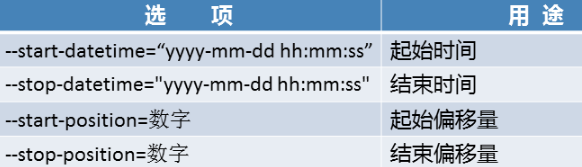 选 项 用 途
--start-datetime=“yyyy-mm-dd hh:mm:ss” 起始时间
--stop-datetime="yyyy-mm-dd hh:mm:ss" 结束时间
--start-position=数字 起始偏移量
--stop-position=数字 结束偏移量